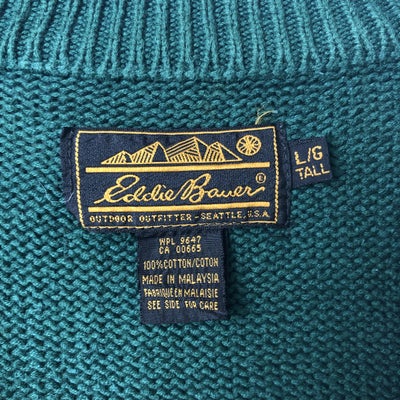 Eddie Bauer®
OUTDOOR OUTFITTER - SEATTLE, U.S.A.
L/G
TALL
WPL 9647
CA 00665
100% COTTON/COTON
MADE IN MALAYSIA
FABRIQUE EN MALAISIE
SEE SIDE FOR CARE